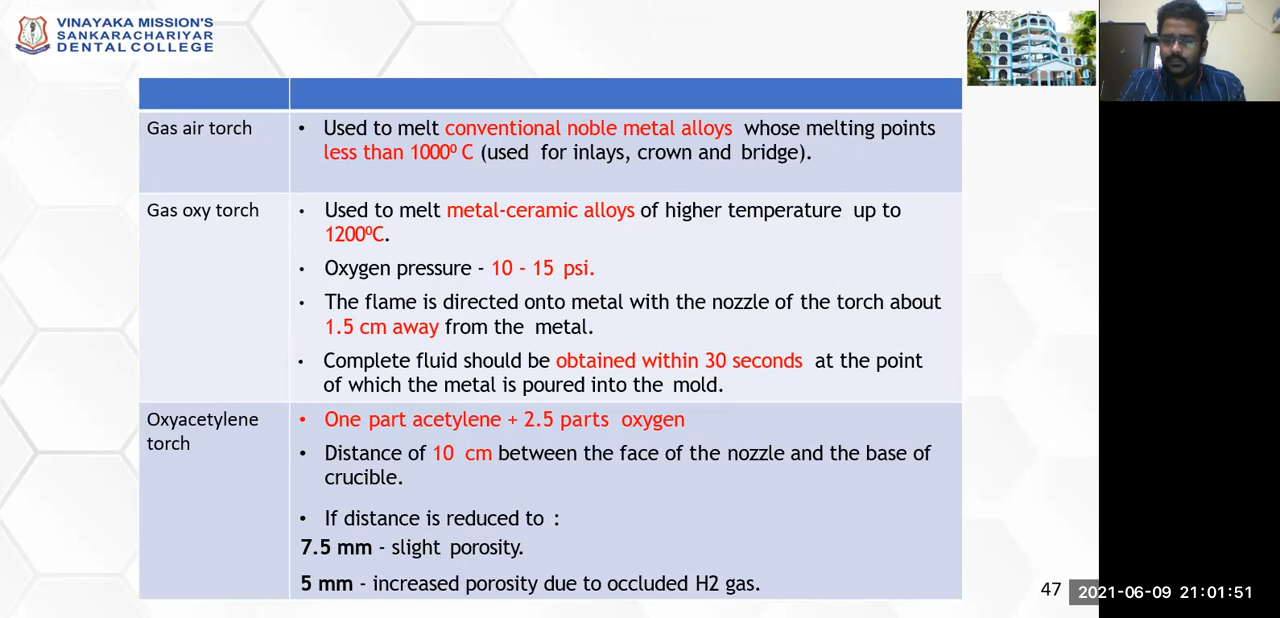 VINAYAKA MISSION'S
SANKARACHARIYAR
DENTAL COLLEGE
Gas air torch
• Used to melt conventional noble metal alloys whose melting points
less than 1000⁰ C (used for inlays, crown and bridge).
Gas oxy torch
• Used to melt metal-ceramic alloys of higher temperature up to
1200⁰C.
• Oxygen pressure - 10 - 15 psi.
• The flame is directed onto metal with the nozzle of the torch about
1.5 cm away from the metal.
• Complete fluid should be obtained within 30 seconds at the point
of which the metal is poured into the mold.
Oxyacetylene
torch
• One part acetylene + 2.5 parts oxygen
• Distance of 10 cm between the face of the nozzle and the base of
crucible.
• If distance is reduced to :
7.5 mm - slight porosity.
5 mm - increased porosity due to occluded H2 gas.
47
2021-06-09 21:01:51